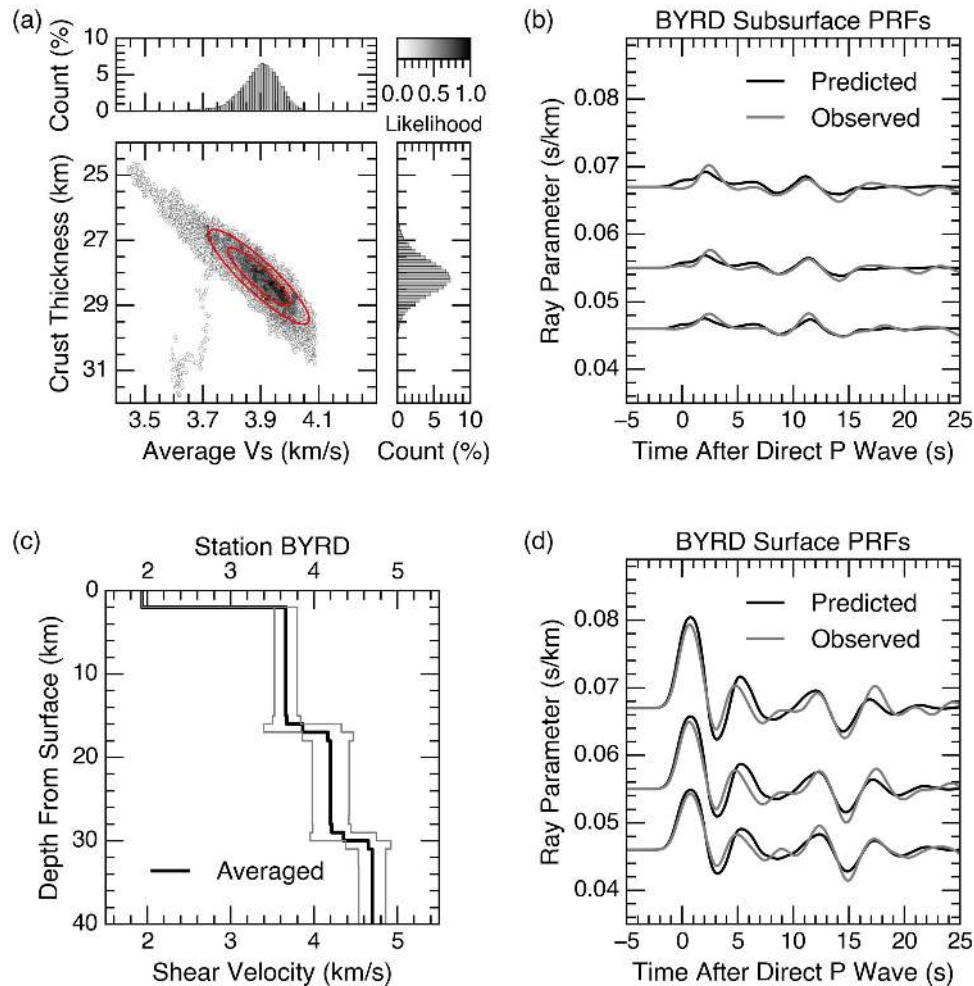 (a)
Count (%)
10
5
0
0.0 0.5 1.0
Likelihood
Crust Thickness (km)
25
27
29
31
3.5 3.7 3.9 4.1
Average Vs (km/s)
0 5 10
Count (%)
(b)
BYRD Subsurface PRFs
Predicted
Observed
Ray Parameter (s/km)
0.08
0.07
0.06
0.05
0.04
−5 0 5 10 15 20 25
Time After Direct P Wave (s)
(c)
Station BYRD
2 3 4 5
Depth From Surface (km)
0
10
20
30
40
Averaged
2 3 4 5
Shear Velocity (km/s)
(d)
BYRD Surface PRFs
Predicted
Observed
Ray Parameter (s/km)
0.08
0.07
0.06
0.05
0.04
−5 0 5 10 15 20 25
Time After Direct P Wave (s)